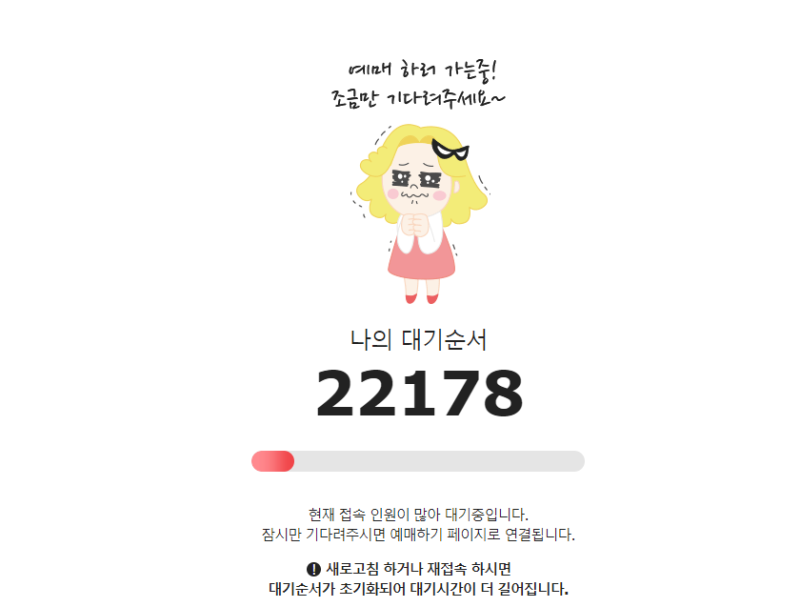 예매 하러 가는중!
조금만 기다려주세요~
나의 대기순서
22178
현재 접속 인원이 많아 대기중입니다.
잠시만 기다려주시면 예매하기 페이지로 연결됩니다.
! 새로고침 하거나 재접속 하시면
대기순서가 초기화되어 대기시간이 더 길어집니다.